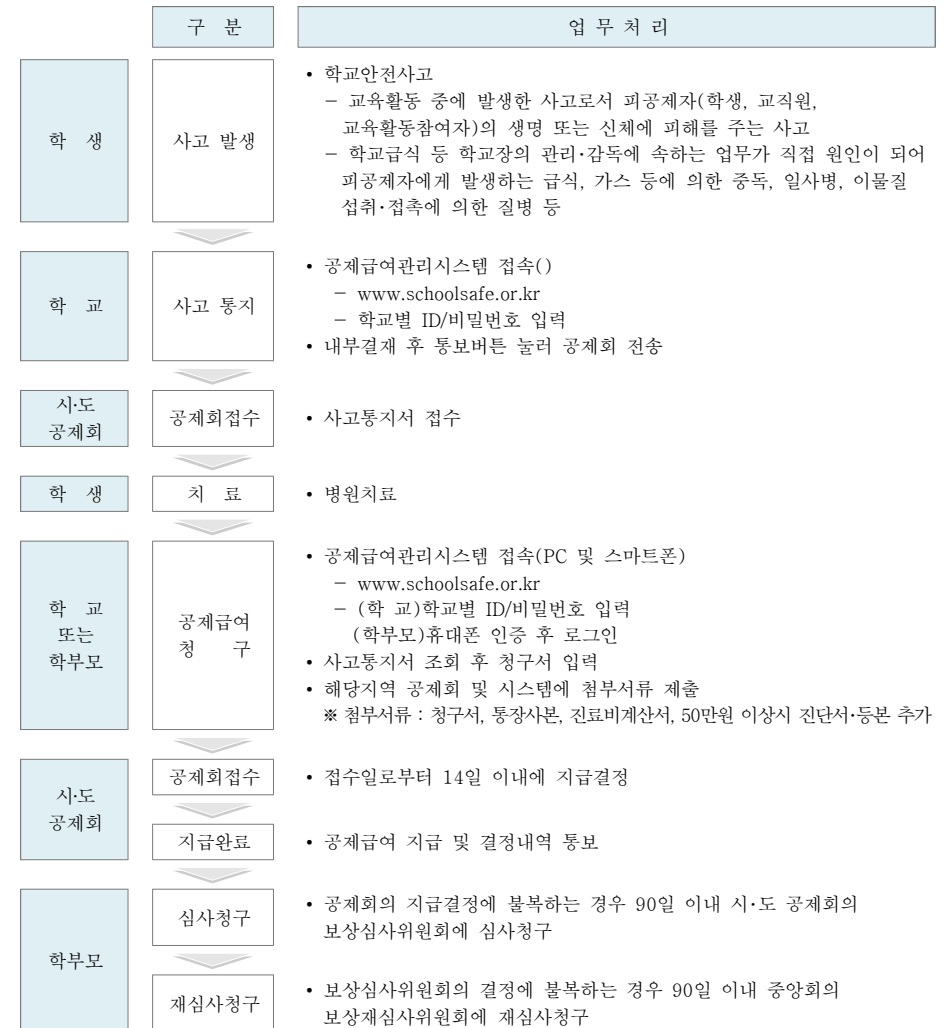 구 분
업 무 처 리
학 생
사고 발생
• 학교안전사고
− 교육활동 중에 발생한 사고로서 피공제자(학생, 교직원,
교육활동참여자)의 생명 또는 신체에 피해를 주는 사고
− 학교급식 등 학교장의 관리·감독에 속하는 업무가 직접 원인이 되어
피공제자에게 발생하는 급식, 가스 등에 의한 중독, 일사병, 이물질
섭취·접촉에 의한 질병 등
학 교
사고 통지
• 공제급여관리시스템 접속()
− www.schoolsafe.or.kr
− 학교별 ID/비밀번호 입력
• 내부결재 후 통보버튼 눌러 공제회 전송
시·도
공제회
공제회접수
• 사고통지서 접수
학 생
치 료
• 병원치료
학 교
또는
학부모
공제급여
청 구
• 공제급여관리시스템 접속(PC 및 스마트폰)
− www.schoolsafe.or.kr
− (학 교)학교별 ID/비밀번호 입력
(학부모)휴대폰 인증 후 로그인
• 사고통지서 조회 후 청구서 입력
• 해당지역 공제회 및 시스템에 첨부서류 제출
※ 첨부서류 : 청구서, 통장사본, 진료비계산서, 50만원 이상시 진단서·등본 추가
시·도
공제회
공제회접수
• 접수일로부터 14일 이내에 지급결정
지급완료
• 공제급여 지급 및 결정내역 통보
학부모
심사청구
• 공제회의 지급결정에 불복하는 경우 90일 이내 시·도 공제회의
보상심사위원회에 심사청구
재심사청구
• 보상심사위원회의 결정에 불복하는 경우 90일 이내 중앙회의
보상재심사위원회에 재심사청구